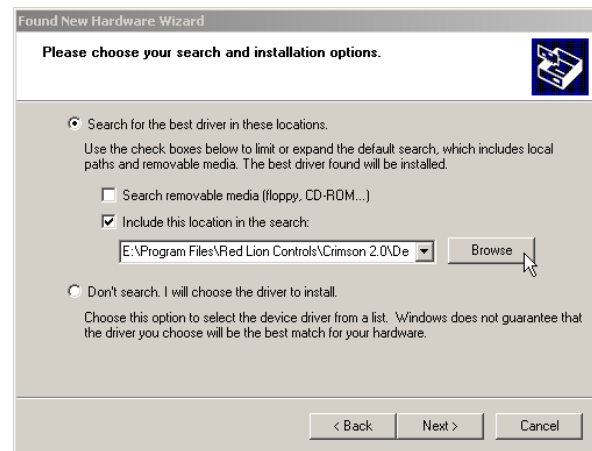 Found New Hardware Wizard
Please choose your search and installation options.
Search for the best driver in these locations.
Use the check boxes below to limit or expand the default search, which includes local
paths and removable media. The best driver found will be installed.
Search removable media (floppy, CD-ROM...)
Include this location in the search:
E:\Program Files\Red Lion Controls\Crimson 2.0\De
Browse
Don't search. I will choose the driver to install.
Choose this option to select the device driver from a list. Windows does not guarantee that
the driver you choose will be the best match for your hardware.
< Back
Next >
Cancel